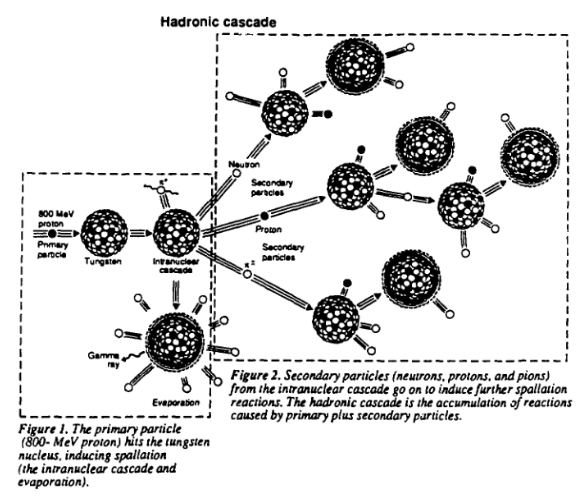 Hadronic cascade
Neutron
Secondary
particles
π°
800 MeV
proton
Primary
particle
Tungsten
Intranuclear
cascade
Proton
Secondary
particles
π ±
Gamma
ray
Evaporation
Figure 2. Secondary particles (neutrons, protons, and pions)
from the intranuclear cascade go on to induce further spallation
reactions. The hadronic cascade is the accumulation of reactions
caused by primary plus secondary particles.
Figure 1. The primary particle
(800- MeV proton) hits the tungsten
nucleus, inducing spallation
(the intranuclear cascade and
evaporation).